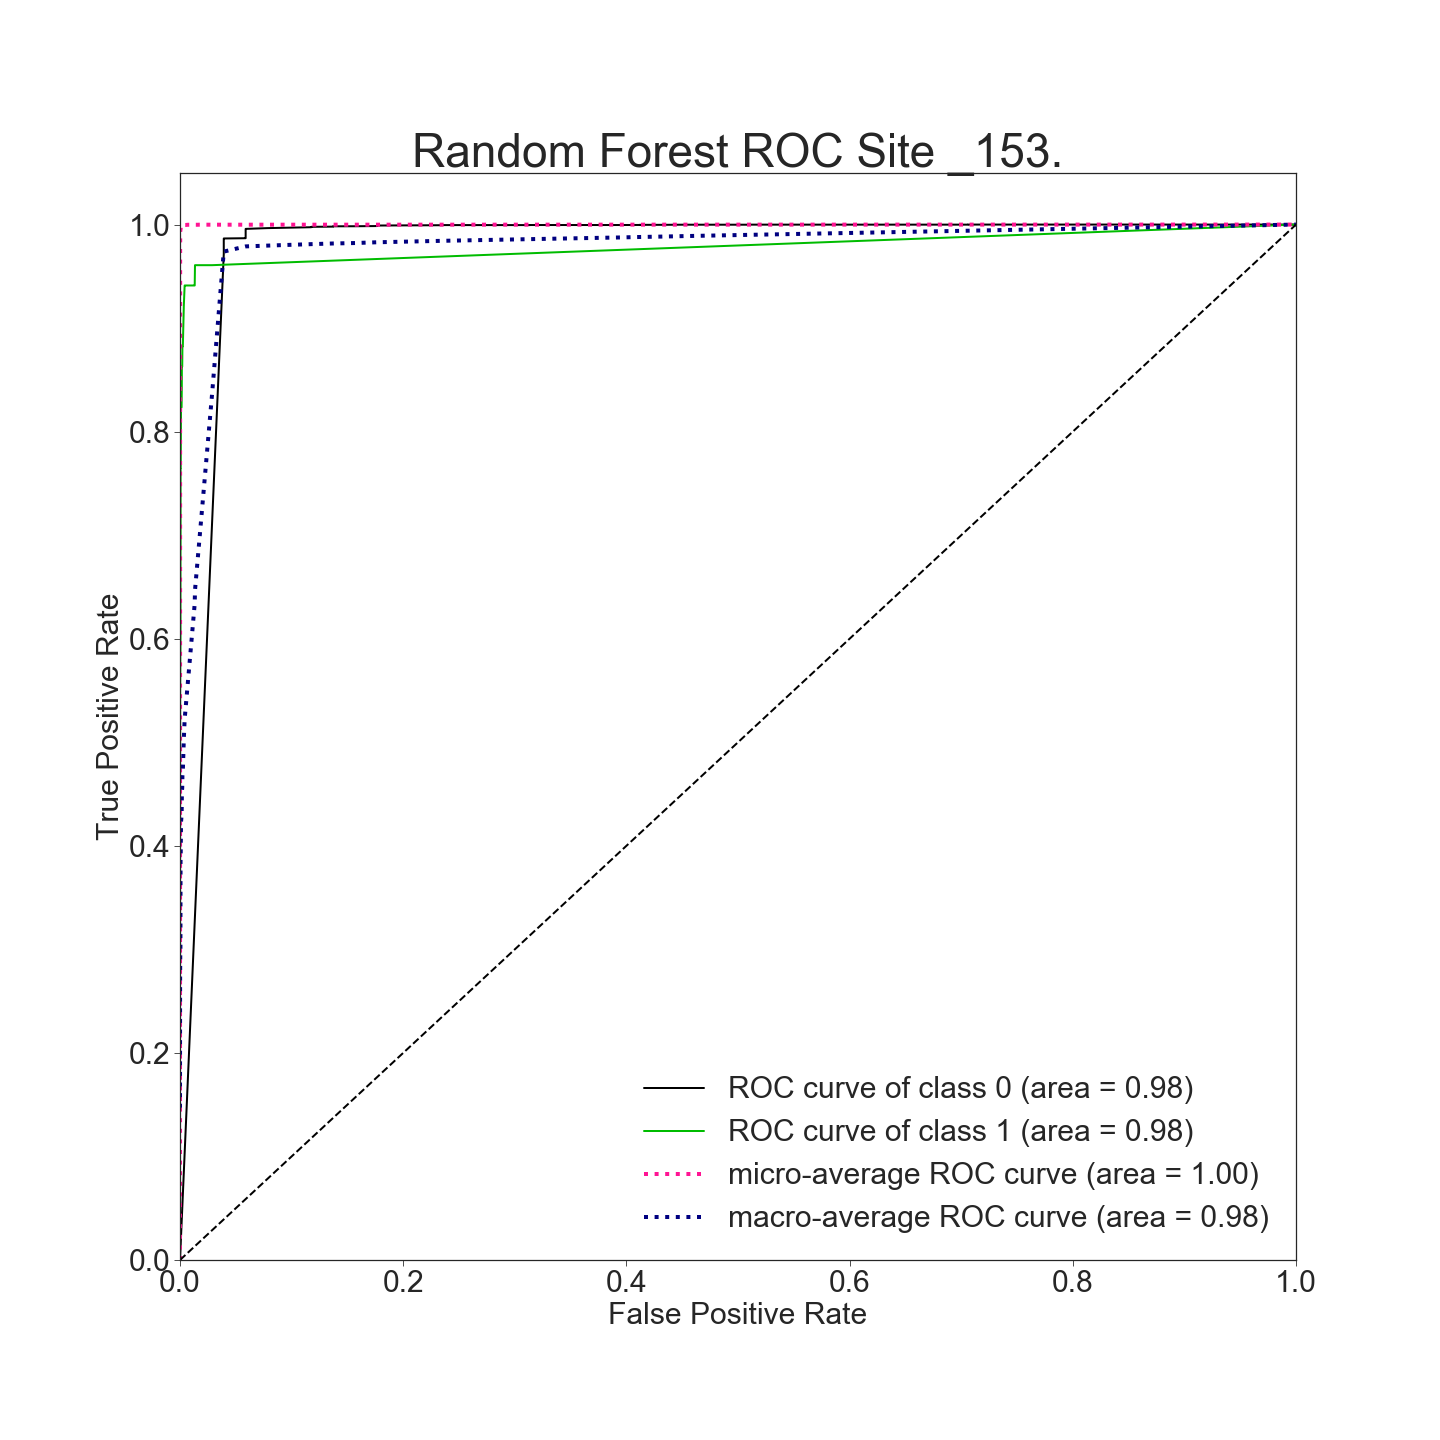 Random Forest ROC Site _153.
1.0
0.8
0.6
0.4
0.2
0.0
True Positive Rate
0.0 0.2 0.4 0.6 0.8 1.0
False Positive Rate
ROC curve of class 0 (area = 0.98)
ROC curve of class 1 (area = 0.98)
micro-average ROC curve (area = 1.00)
macro-average ROC curve (area = 0.98)